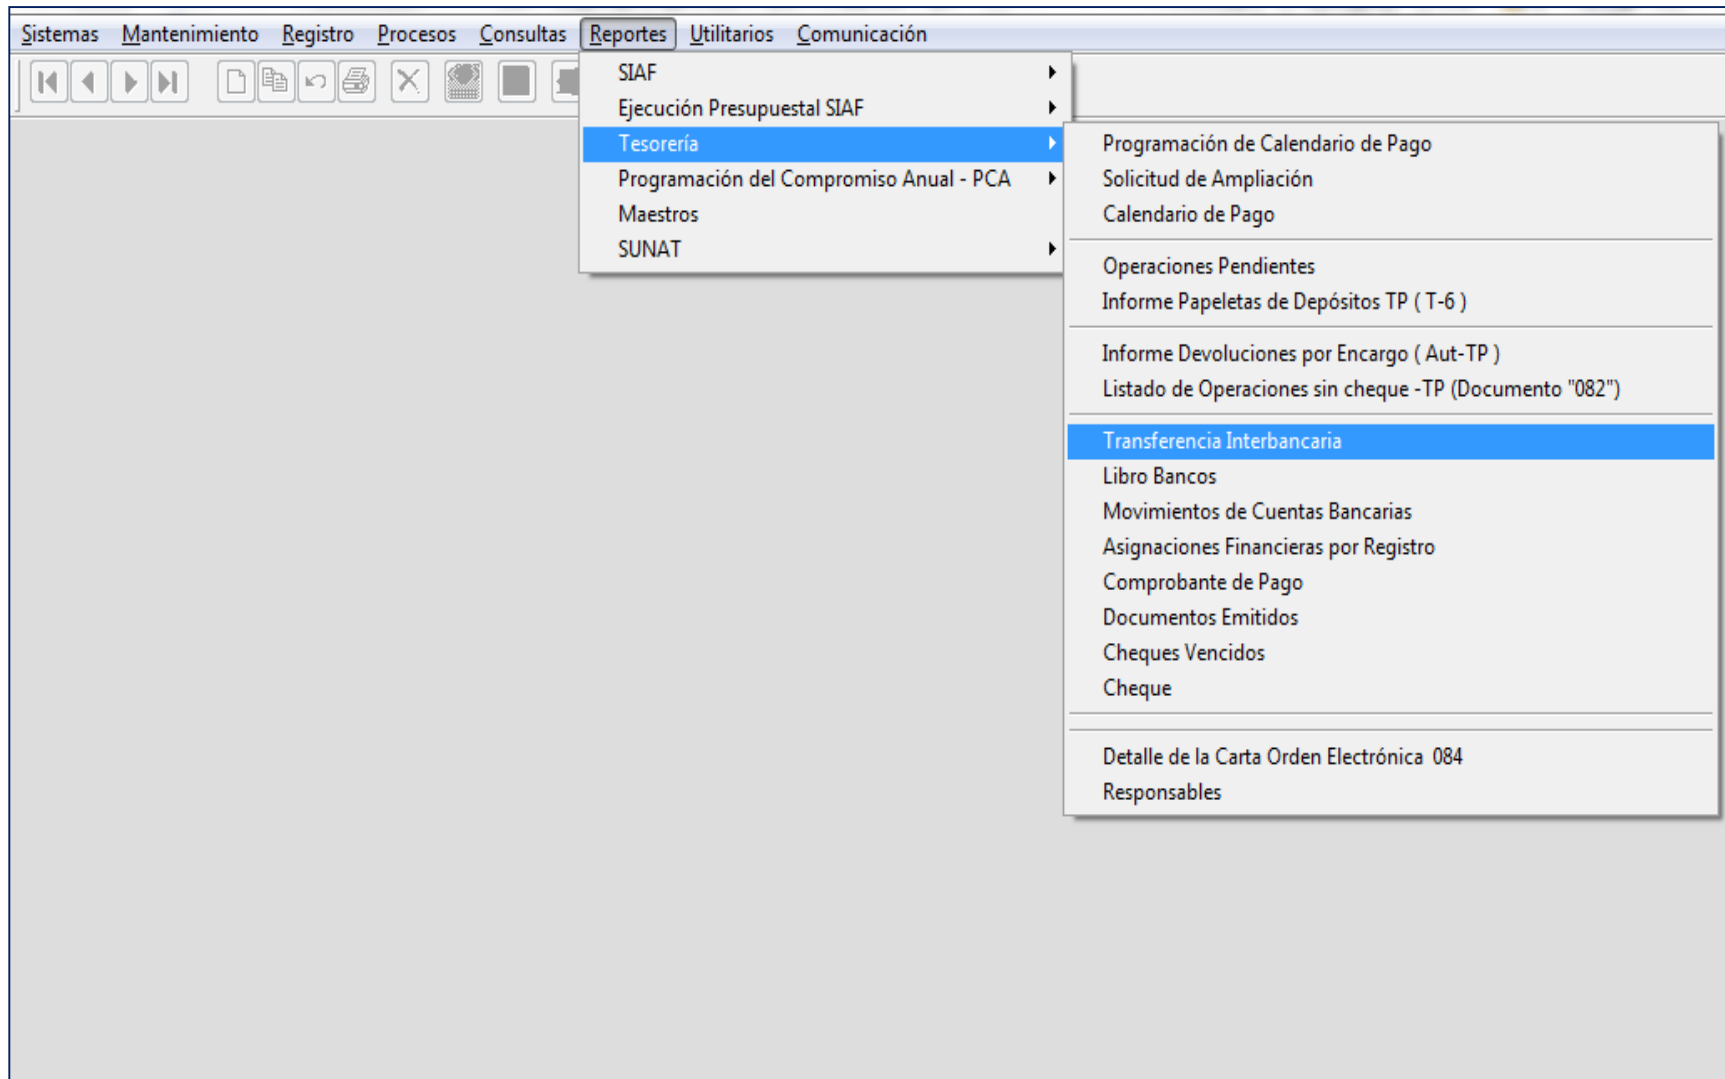 Sistemas Mantenimiento Registro Procesos Consultas Reportes Utilitarios Comunicación
SIAF
Ejecución Presupuestal SIAF
Tesorería
Programación del Compromiso Anual - PCA
Maestros
SUNAT
Programación de Calendario de Pago
Solicitud de Ampliación
Calendario de Pago
Operaciones Pendientes
Informe Papeletas de Depósitos TP ( T-6 )
Informe Devoluciones por Encargo ( Aut-TP )
Listado de Operaciones sin cheque -TP (Documento "082")
Transferencia Interbancaria
Libro Bancos
Movimientos de Cuentas Bancarias
Asignaciones Financieras por Registro
Comprobante de Pago
Documentos Emitidos
Cheques Vencidos
Cheque
Detalle de la Carta Orden Electrónica 084
Responsables